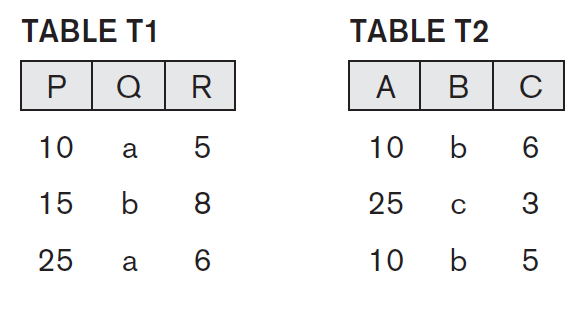 TABLE T1
P Q R
10 a 5
15 b 8
25 a 6
TABLE T2
A B C
10 b 6
25 c 3
10 b 5